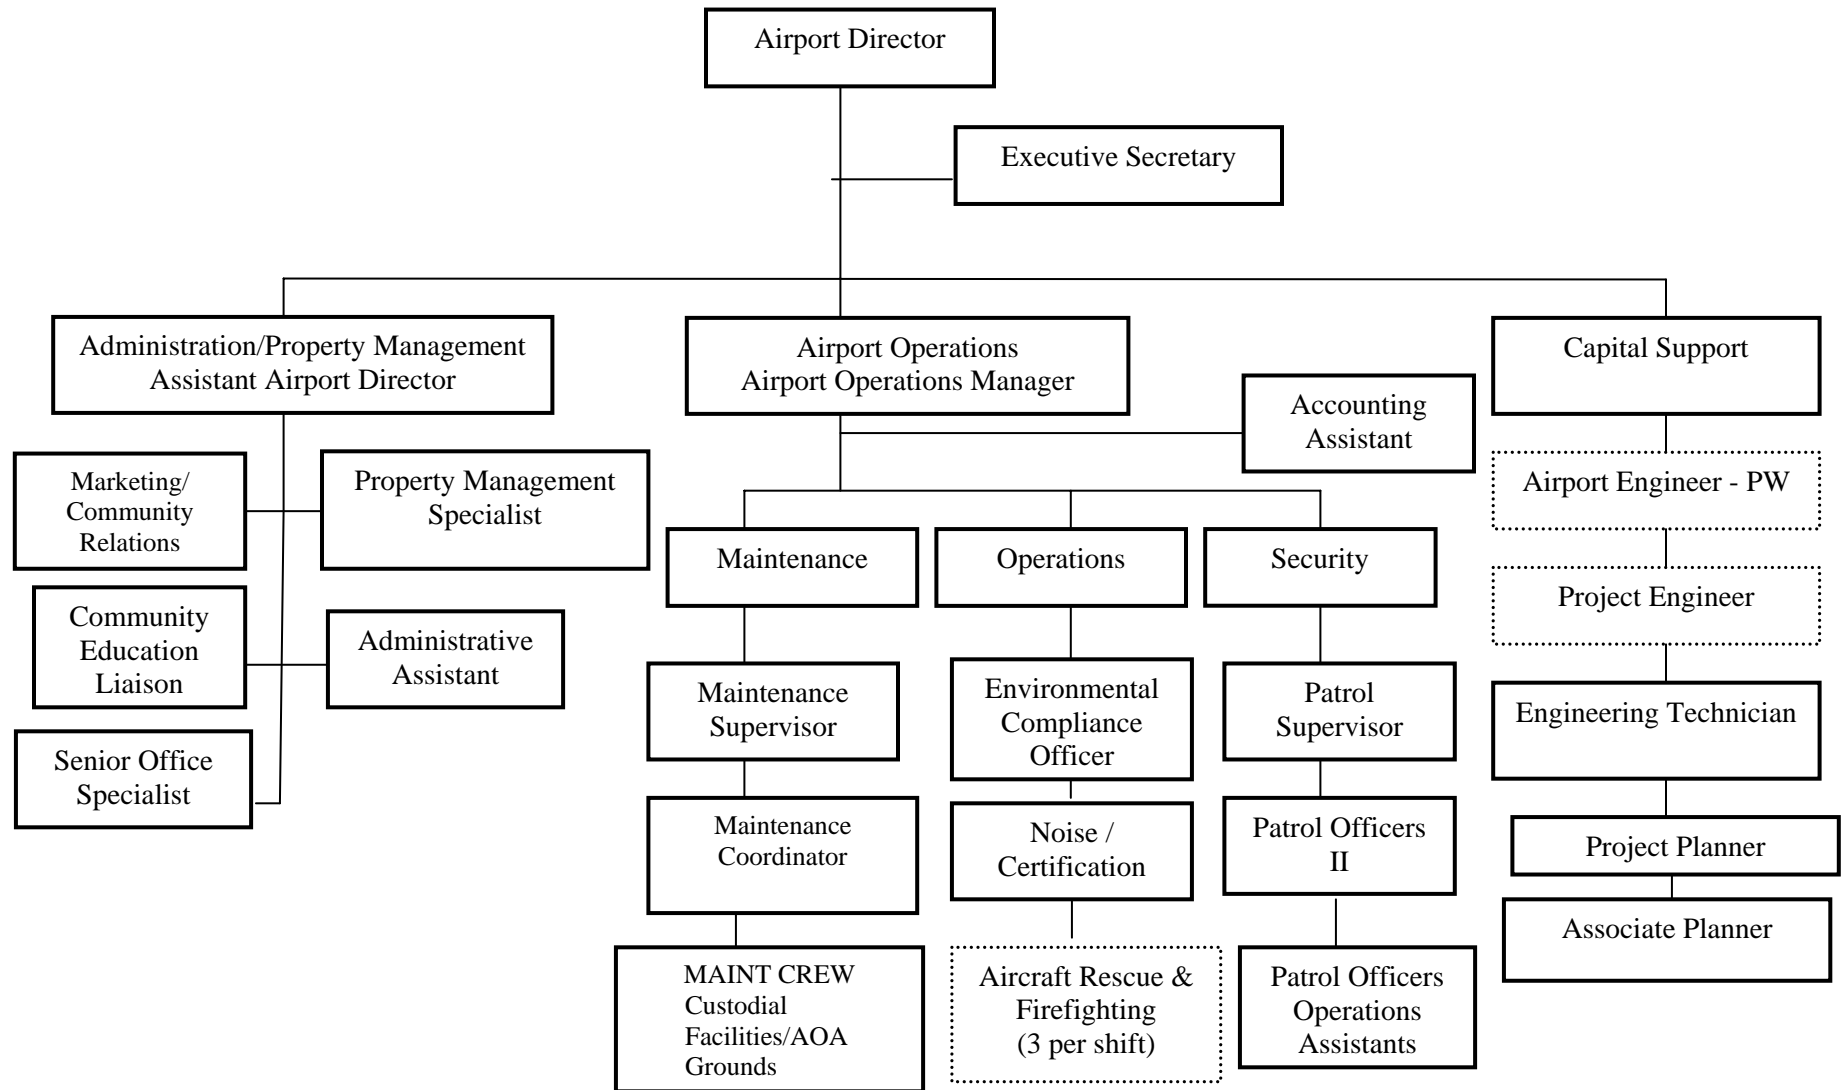 Airport Director
Executive Secretary
Administration/Property Management
Assistant Airport Director
Airport Operations
Airport Operations Manager
Capital Support
Accounting
Assistant
Marketing/
Community
Relations
Property Management
Specialist
Airport Engineer - PW
Maintenance
Operations
Security
Project Engineer
Community
Education
Liaison
Administrative
Assistant
Maintenance
Supervisor
Environmental
Compliance
Officer
Patrol
Supervisor
Engineering Technician
Senior Office
Specialist
Maintenance
Coordinator
Noise /
Certification
Patrol Officers
II
Project Planner
Associate Planner
MAINT CREW
Custodial
Facilities/AOA
Grounds
Aircraft Rescue &
Firefighting
(3 per shift)
Patrol Officers
Operations
Assistants